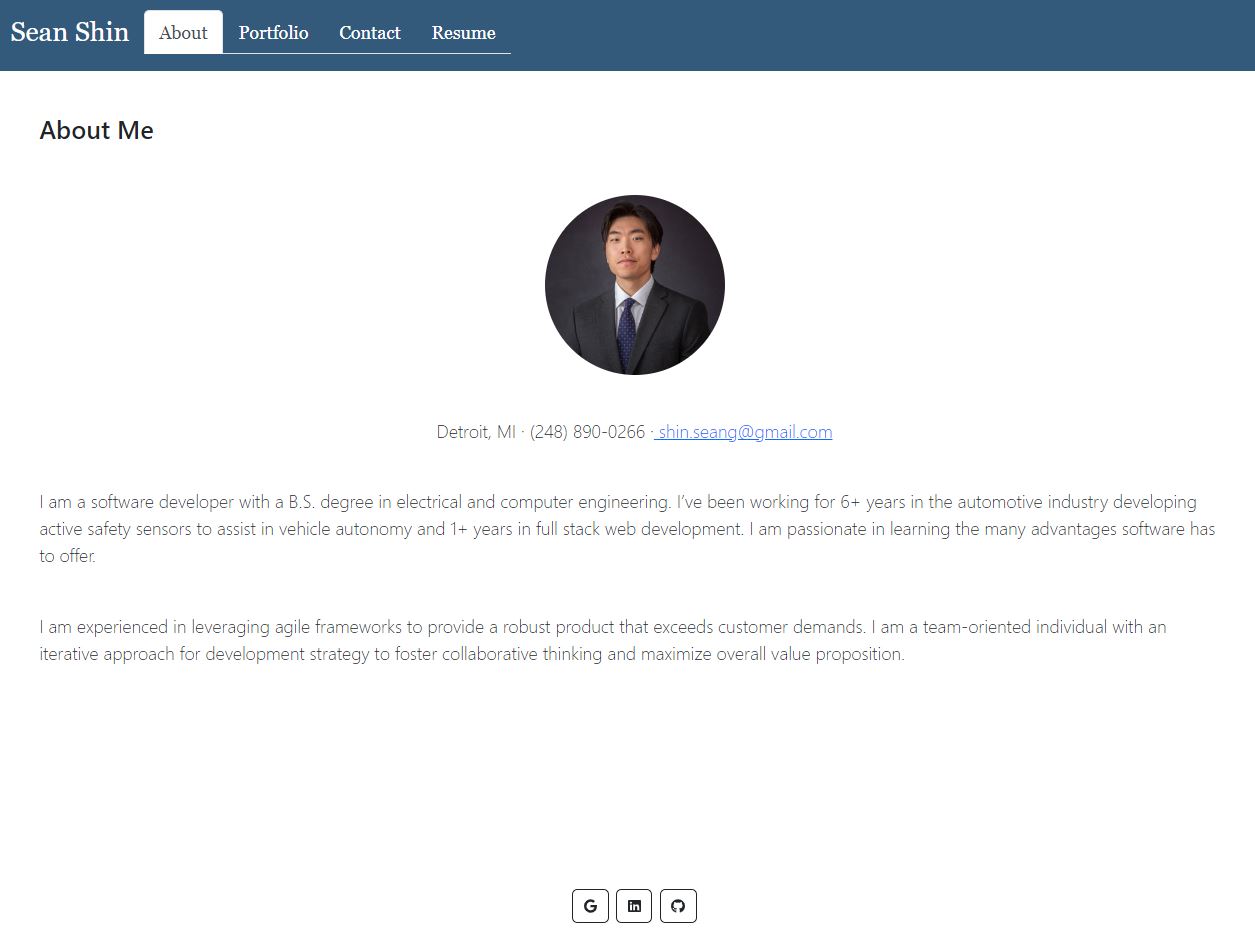 Sean Shin About Portfolio Contact Resume
About Me
Detroit, MI · (248) 890-0266 · shin.seang@gmail.com
I am a software developer with a B.S. degree in electrical and computer engineering. I’ve been working for 6+ years in the automotive industry developing
active safety sensors to assist in vehicle autonomy and 1+ years in full stack web development. I am passionate in learning the many advantages software has
to offer.
I am experienced in leveraging agile frameworks to provide a robust product that exceeds customer demands. I am a team-oriented individual with an
iterative approach for development strategy to foster collaborative thinking and maximize overall value proposition.